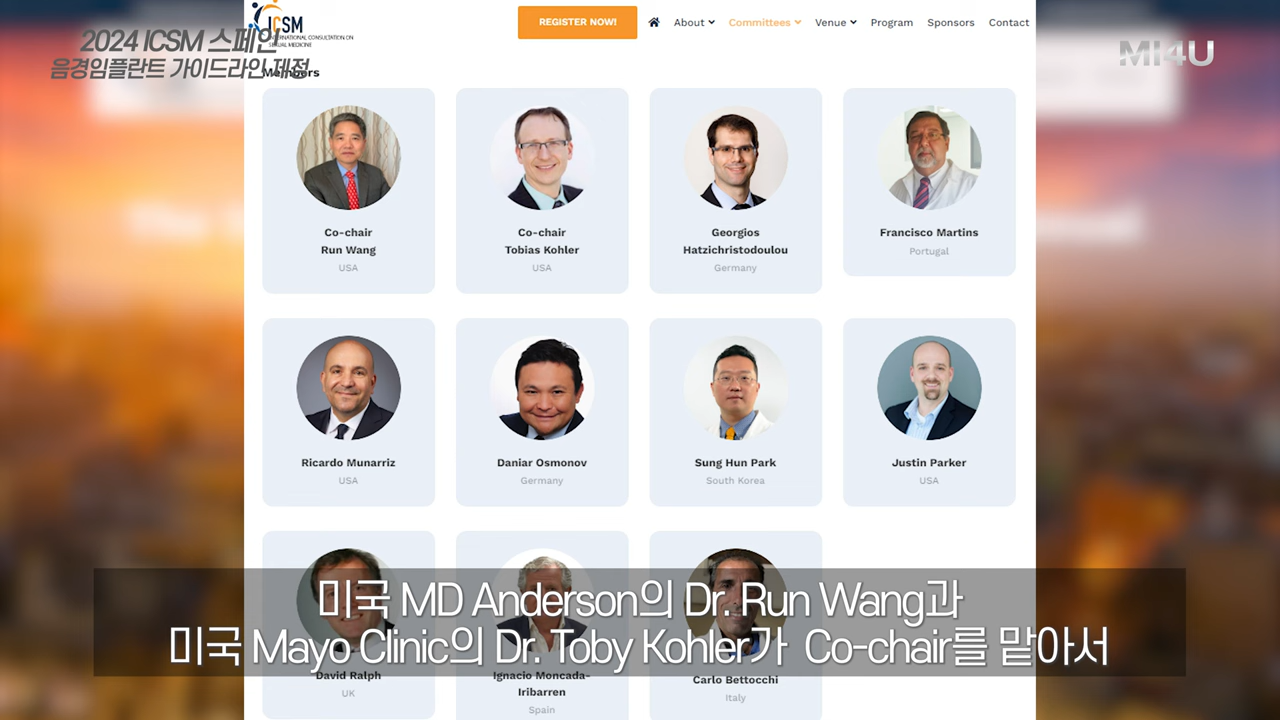 ICSM
INTERNATIONAL CONSULTATION ON
SEXUAL MEDICINE
REGISTER NOW!
About
Committees
Venue
Program
Sponsors
Contact
2024 ICSM 스페인
음경임플란트 가이드라인 제정
MI4U
Members
Co-chair
Run Wang
USA
Co-chair
Tobias Kohler
USA
Georgios
Hatzichristodoulou
Germany
Francisco Martins
Portugal
Ricardo Munarriz
USA
Daniar Osmonov
Germany
Sung Hun Park
South Korea
Justin Parker
USA
David Ralph
UK
Ignacio Moncada-
Iribarren
Spain
Carlo Bettocchi
Italy
미국 MD Anderson의 Dr. Run Wang과
미국 Mayo Clinic의 Dr. Toby Kohler가 Co-chair를 맡아서